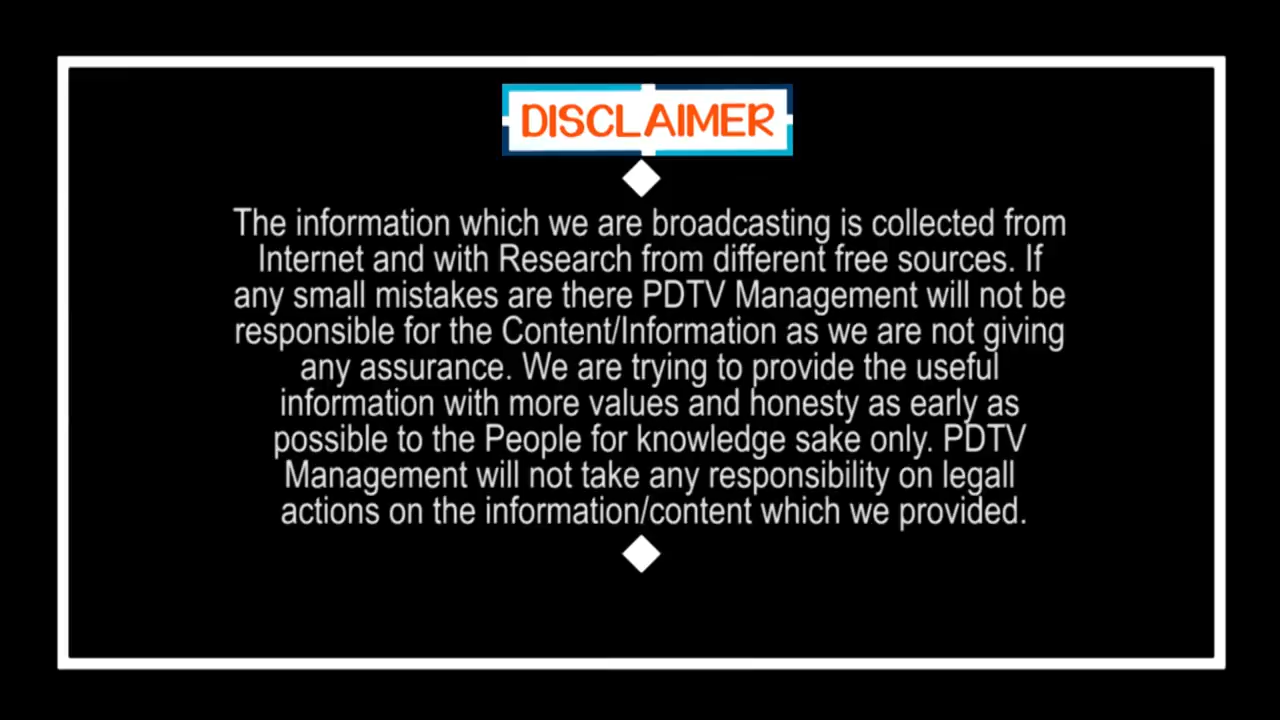 DISCLAIMER
The information which we are broadcasting is collected from
Internet and with Research from different free sources. If
any small mistakes are there PDTV Management will not be
responsible for the Content/Information as we are not giving
any assurance. We are trying to provide the useful
information with more values and honesty as early as
possible to the People for knowledge sake only. PDTV
Management will not take any responsibility on legall
actions on the information/content which we provided.